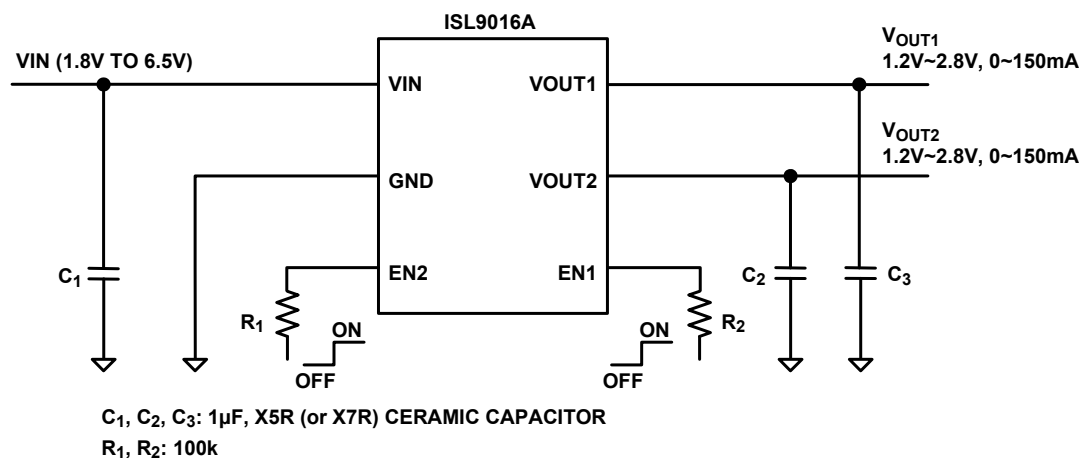 ISL9016A
VIN (1.8V TO 6.5V)
VIN
VOUT1
VOUT1
1.2V~2.8V, 0~150mA
GND
VOUT2
VOUT2
1.2V~2.8V, 0~150mA
EN2
EN1
C1
R1
ON
OFF
ON
OFF
R2
C2
C3
C1, C2, C3: 1µF, X5R (or X7R) CERAMIC CAPACITOR
R1, R2: 100k